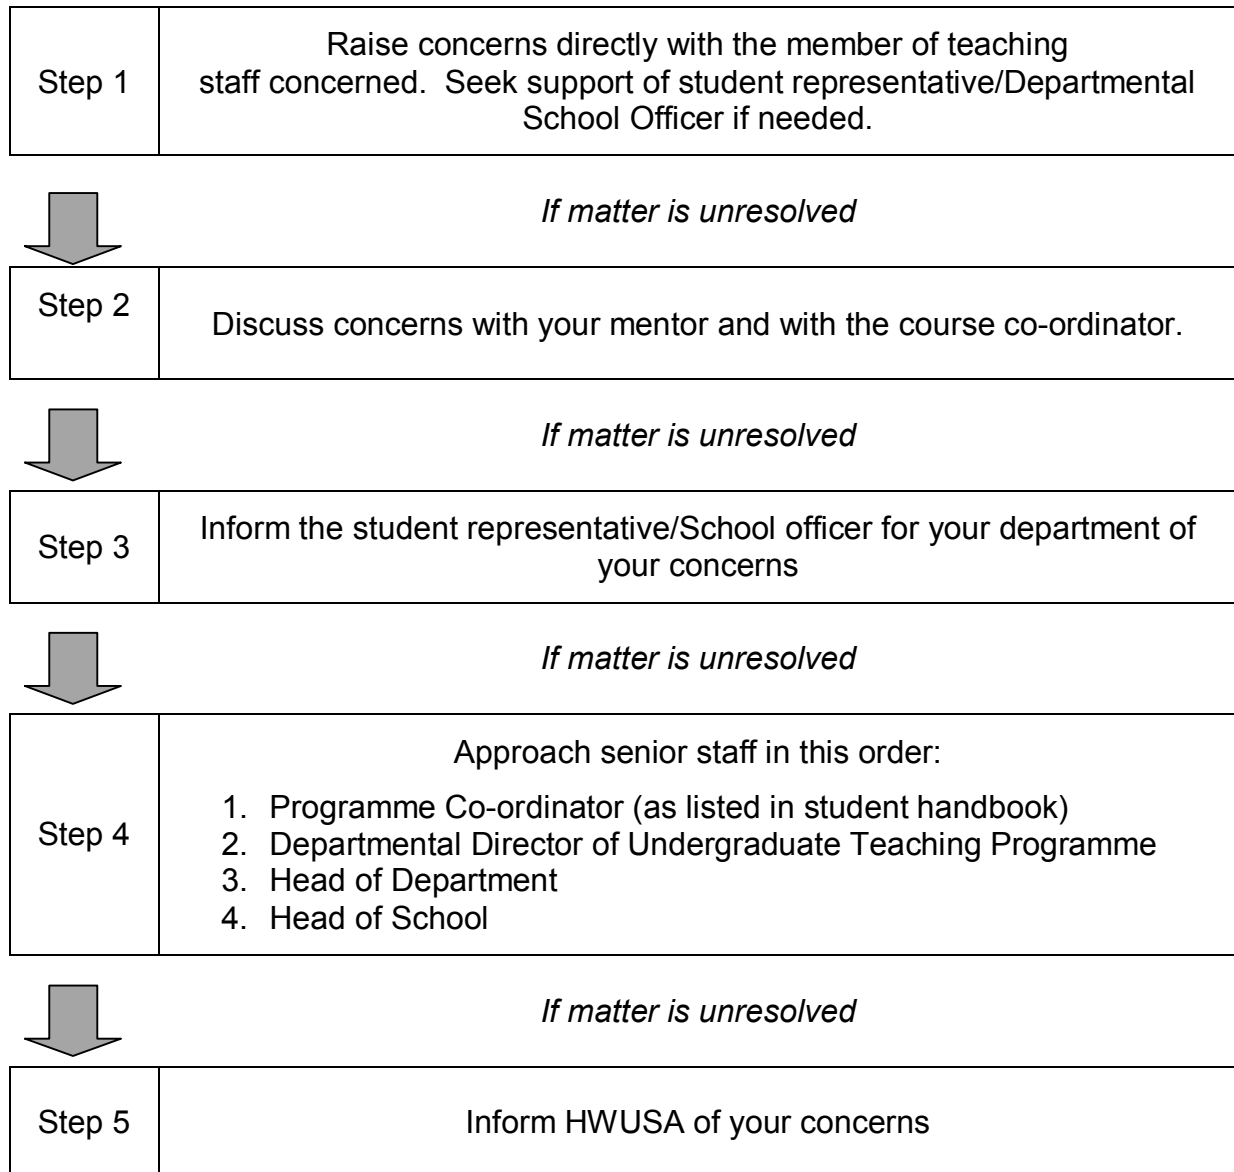 Step 1
Raise concerns directly with the member of teaching
staff concerned.  Seek support of student representative/Departmental
School Officer if needed.
If matter is unresolved
Step 2
Discuss concerns with your mentor and with the course co-ordinator.
If matter is unresolved
Step 3
Inform the student representative/School officer for your department of
your concerns
If matter is unresolved
Step 4
Approach senior staff in this order:
1. Programme Co-ordinator (as listed in student handbook)
2. Departmental Director of Undergraduate Teaching Programme
3. Head of Department
4. Head of School
If matter is unresolved
Step 5
Inform HWUSA of your concerns